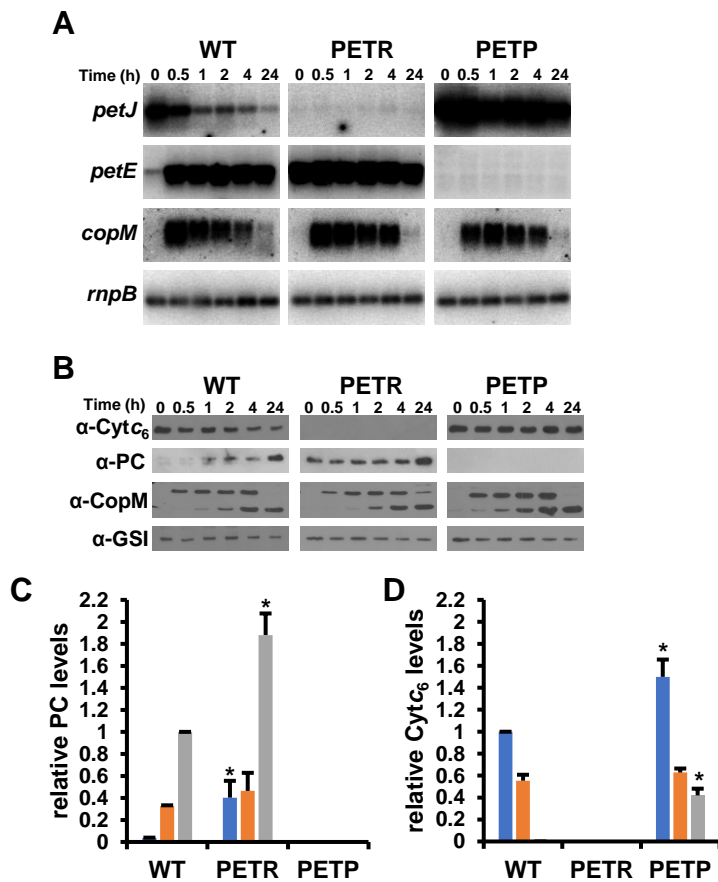 A
WT PETR PETP
Time (h) 0 0.5 1 2 4 24 0 0.5 1 2 4 24 0 0.5 1 2 4 24
petJ
petE
copM
rnpB
B
WT PETR PETP
Time (h) 0 0.5 1 2 4 24 0 0.5 1 2 4 24 0 0.5 1 2 4 24
α-Cytc6
α-PC
α-CopM
α-GSI
C
relative PC levels
2.2
2
1.8
1.6
1.4
1.2
1
0.8
0.6
0.4
0.2
0
* *
WT PETR PETP
D
relative Cytc6 levels
2.2
2
1.8
1.6
1.4
1.2
1
0.8
0.6
0.4
0.2
0
* *
WT PETR PETP